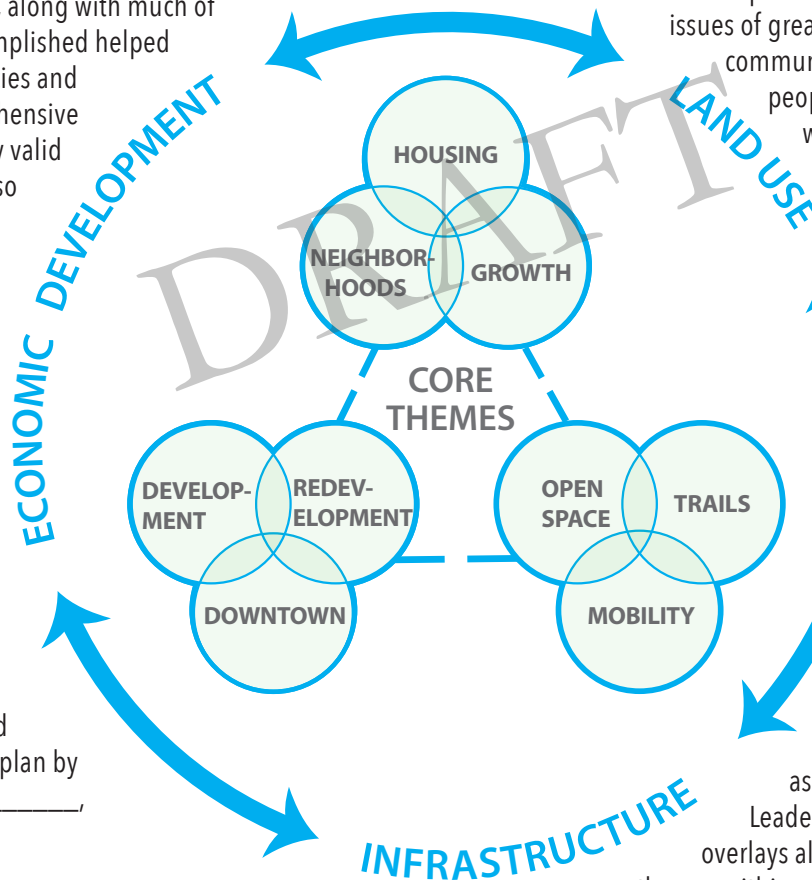 along with much of
mplished helped
ies and
hensive
valid
so
issues of grea
commun
peop
w
ECONOMIC DEVELOPMENT
LAND USE
DRAFT
HOUSING
NEIGHBOR-
HOODS
GROWTH
CORE
THEMES
DEVELOP-
MENT
REDEV-
ELOPMENT
DOWNTOWN
OPEN
SPACE
TRAILS
MOBILITY
d
plan by
______,
INFRASTRUCTURE
as
Leade
overlays al